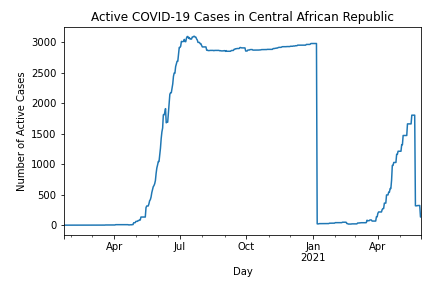 Active COVID-19 Cases in Central African Republic
Number of Active Cases
3000
2500
2000
1500
1000
500
0
Apr
Jul
Oct
Jan
2021
Apr
Day